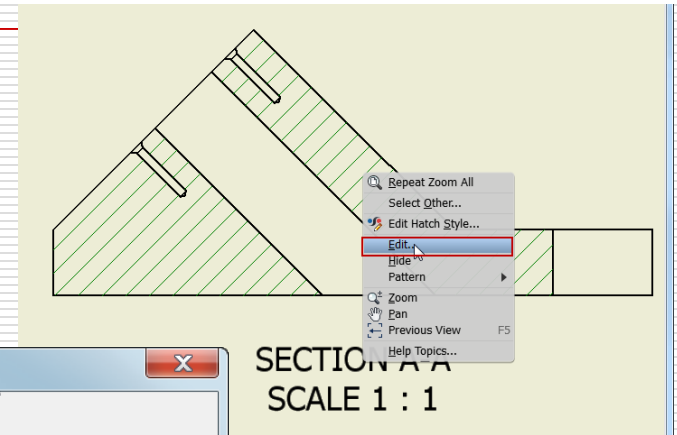 Repeat Zoom All
Select Other...
Edit Hatch Style...
Edit...
Hide
Pattern
Zoom
Pan
Previous View F5
Help Topics...
SECTION A-A
SCALE 1 : 1